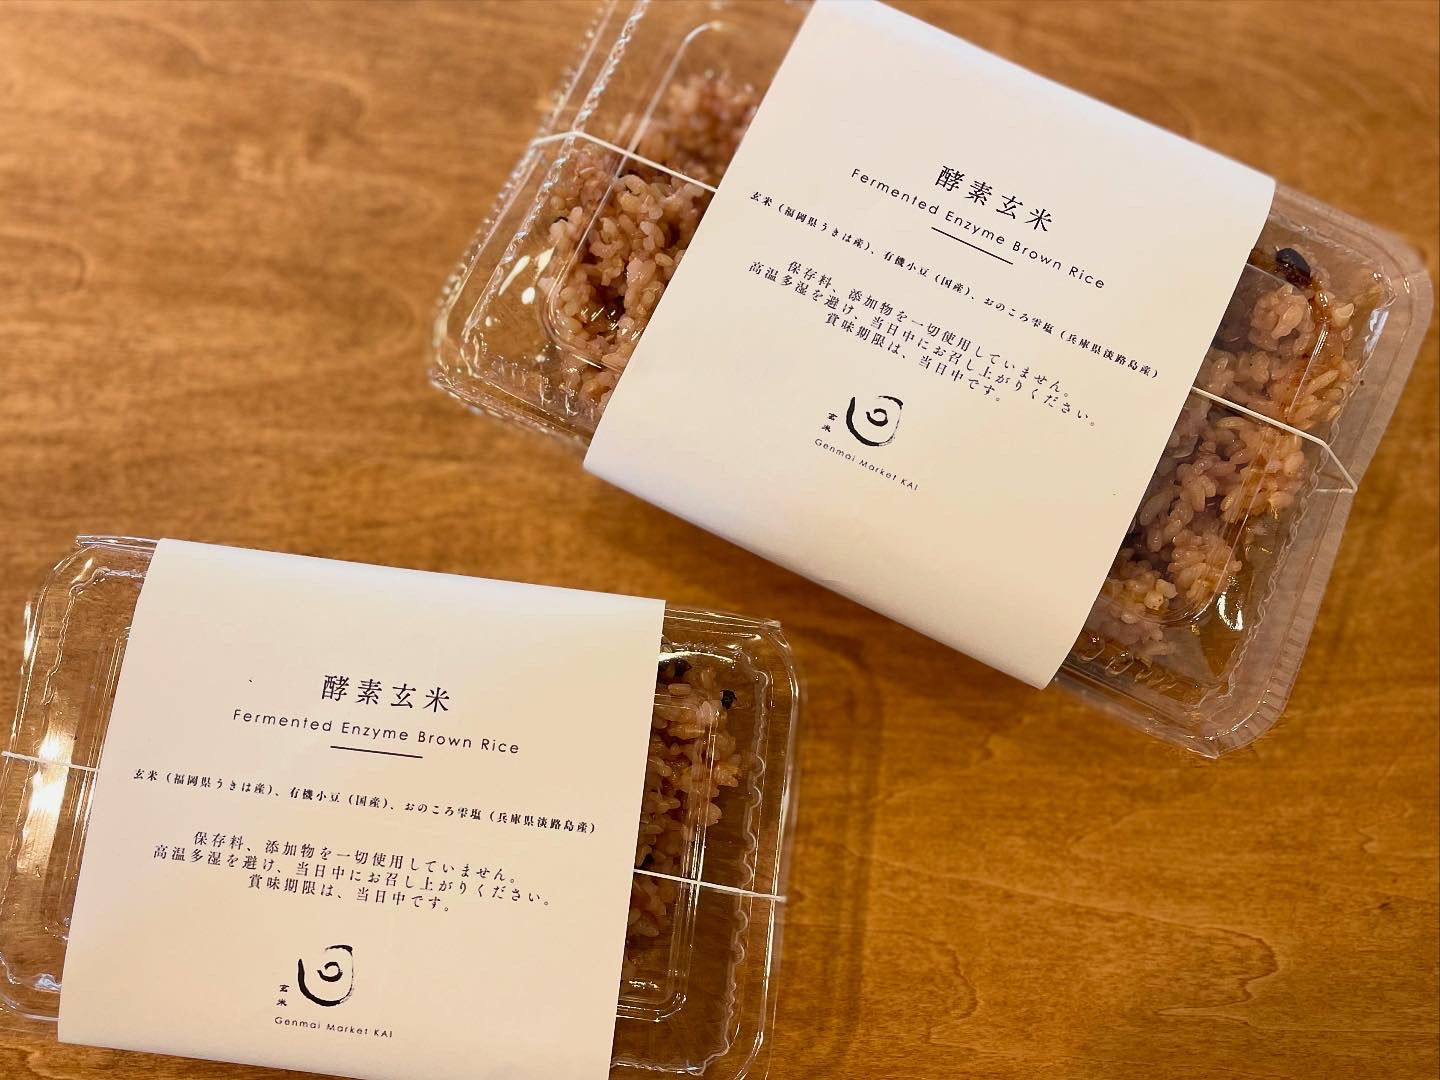 酵素玄米
Fermented Enzyme Brown Rice
玄米（福岡県うきは産）、有機小豆（国産）、おのころ雫塩（兵庫県淡路島産）
保存料、添加物を一切使用していません。
高温多湿を避け、当日中にお召し上がりください。
賞味期限は、当日中です。
玄米
Genmai Market KAI
酵素玄米
Fermented Enzyme Brown Rice
玄米（福岡県うきは産）、有機小豆（国産）、おのころ雫塩（兵庫県淡路島産）
保存料、添加物を一切使用していません。
高温多湿を避け、当日中にお召し上がりください。
賞味期限は、当日中です。
玄米
Genmai Market KAI